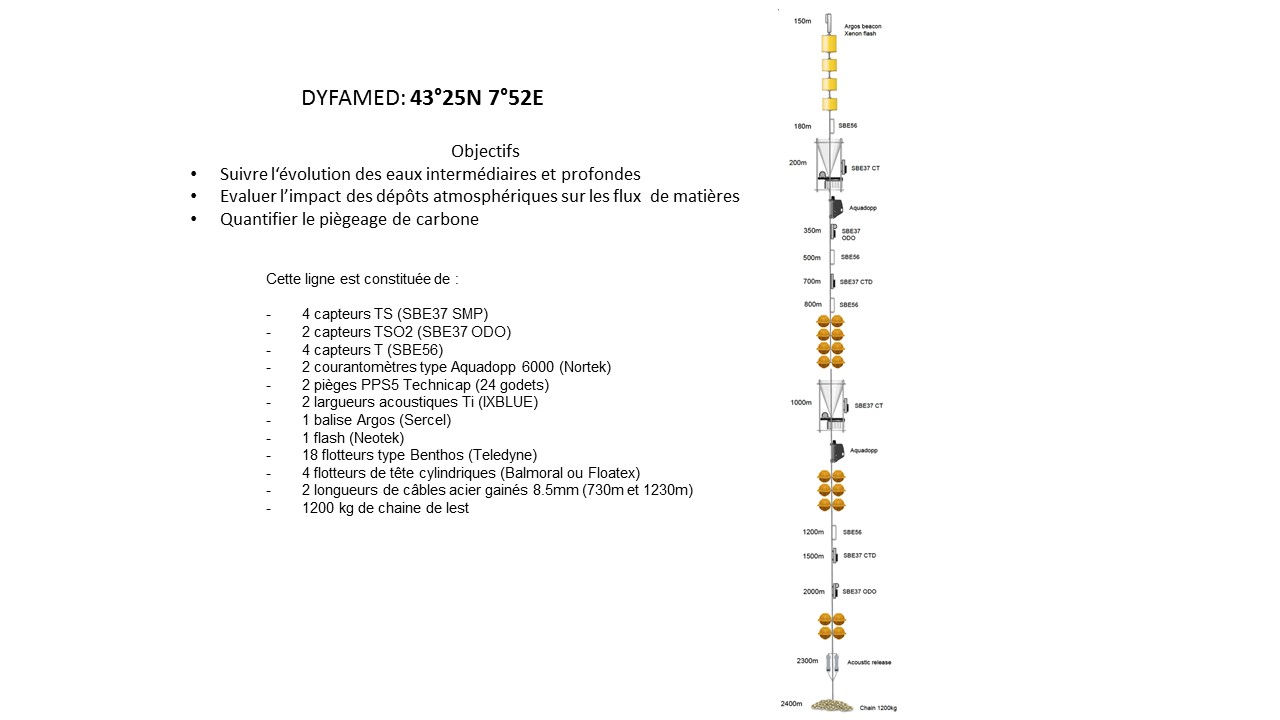 DYFAMED: 43°25N 7°52E
Objectifs
• Suivre l‘évolution des eaux intermédiaires et profondes
• Evaluer l’impact des dépôts atmosphériques sur les flux de matières
• Quantifier le piègeage de carbone
Cette ligne est constituée de :
- 4 capteurs TS (SBE37 SMP)
- 2 capteurs TSO2 (SBE37 ODO)
- 4 capteurs T (SBE56)
- 2 courantomètres type Aquadopp 6000 (Nortek)
- 2 pièges PPS5 Technicap (24 godets)
- 2 largueurs acoustiques Ti (IXBLUE)
- 1 balise Argos (Sercel)
- 1 flash (Neotek)
- 18 flotteurs type Benthos (Teledyne)
- 4 flotteurs de tête cylindriques (Balmoral ou Floatex)
- 2 longueurs de câbles acier gainés 8.5mm (730m et 1230m)
- 1200 kg de chaine de lest
150m
Argos beacon
Xenon flash
180m SBE56
200m SBE37 CT
Aquadopp
350m SBE37
ODO
500m SBE56
700m SBE37 CTD
800m SBE56
1000m SBE37 CT
Aquadopp
1200m SBE56
1500m SBE37 CTD
2000m SBE37 ODO
2300m Acoustic release
2400m Chain 1200kg